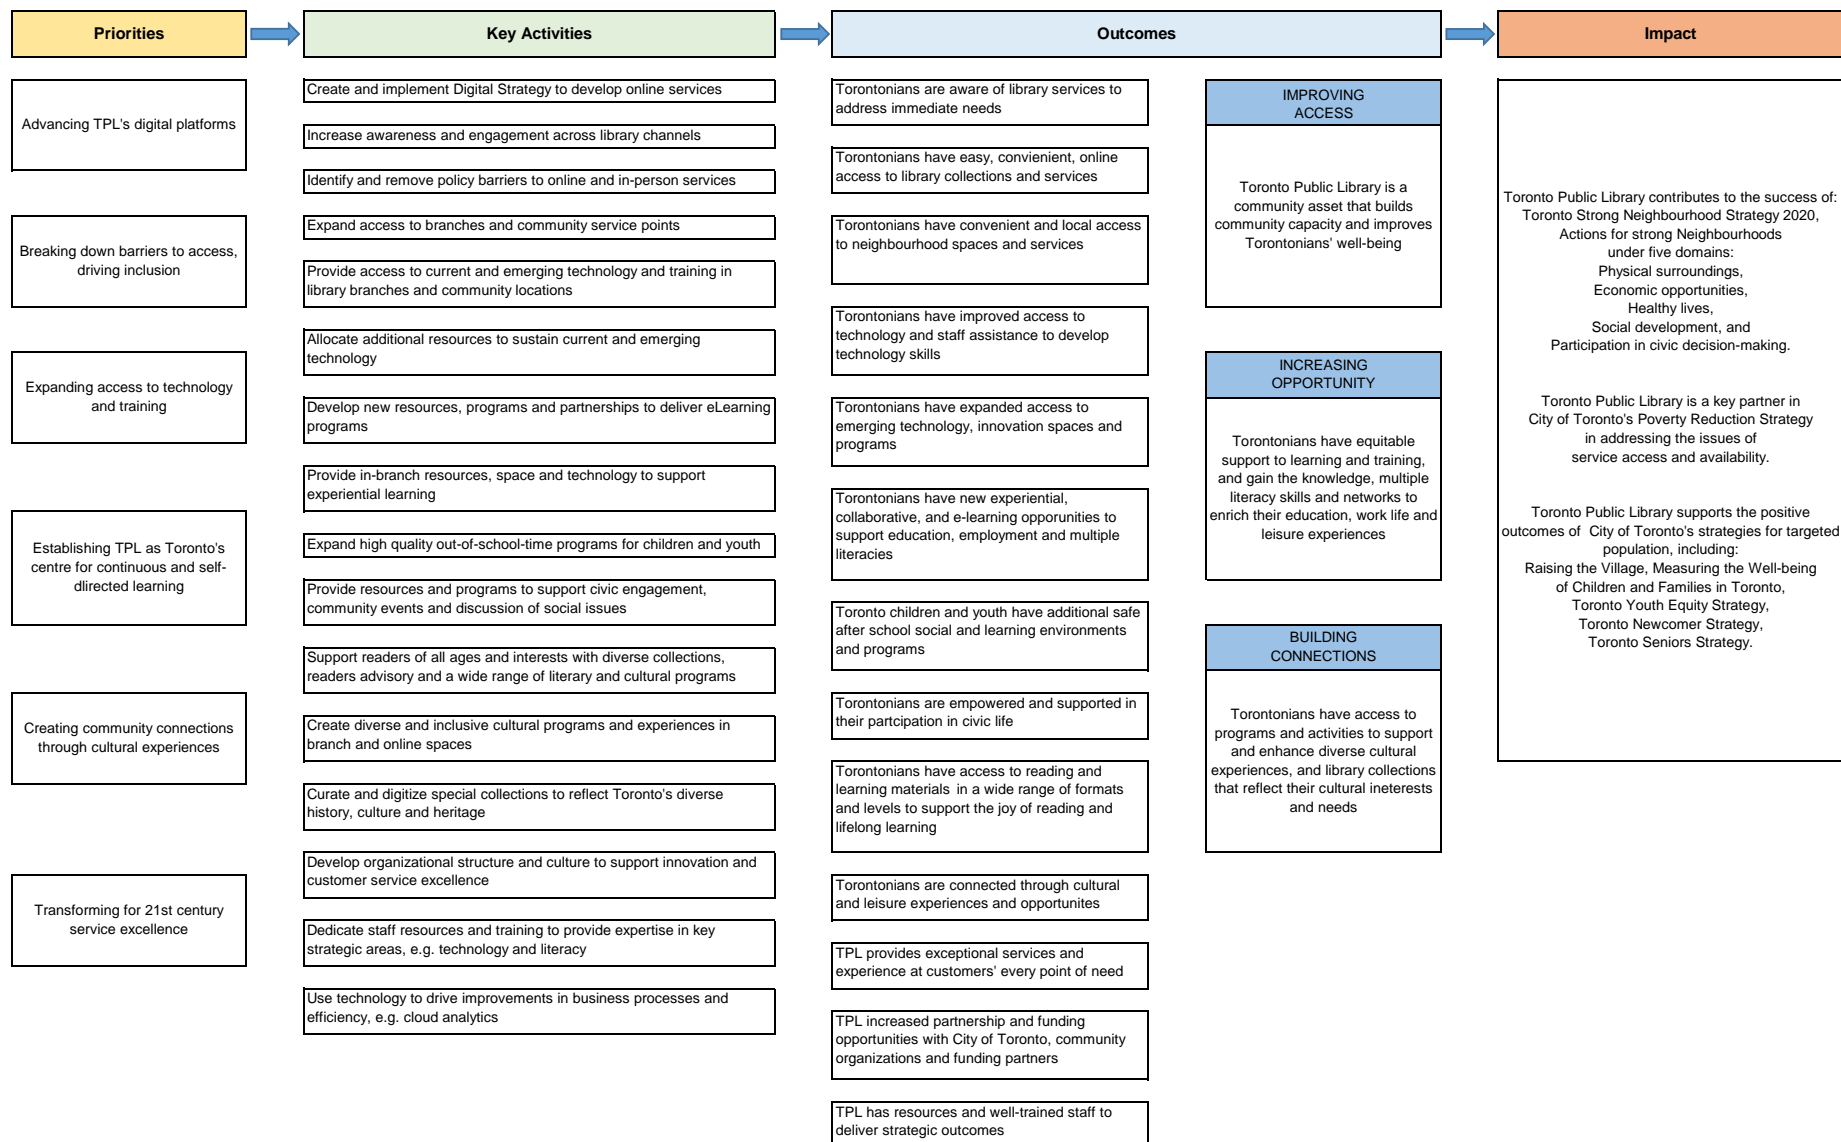 Priorities
Key Activities
Outcomes
Impact
Advancing TPL's digital platforms
Breaking down barriers to access,
driving inclusion
Expanding access to technology
and training
Establishing TPL as Toronto's
centre for continuous and self-
dlirected learning
Creating community connections
through cultural experiences
Transforming for 21st century
service excellence
Create and implement Digital Strategy to develop online services
Increase awareness and engagement across library channels
Identify and remove policy barriers to online and in-person services
Expand access to branches and community service points
Provide access to current and emerging technology and training in
library branches and community locations
Allocate additional resources to sustain current and emerging
technology
Develop new resources, programs and partnerships to deliver eLearning
programs
Provide in-branch resources, space and technology to support
experiential learning
Expand high quality out-of-school-time programs for children and youth
Provide resources and programs to support civic engagement,
community events and discussion of social issues
Support readers of all ages and interests with diverse collections,
readers advisory and a wide range of literary and cultural programs
Create diverse and inclusive cultural programs and experiences in
branch and online spaces
Curate and digitize special collections to reflect Toronto's diverse
history, culture and heritage
Develop organizational structure and culture to support innovation and
customer service excellence
Dedicate staff resources and training to provide expertise in key
strategic areas, e.g. technology and literacy
Use technology to drive improvements in business processes and
efficiency, e.g. cloud analytics
Torontonians are aware of library services to
address immediate needs
Torontonians have easy, convienient, online
access to library collections and services
Torontonians have convenient and local access
to neighbourhood spaces and services
Torontonians have improved access to
technology and staff assistance to develop
technology skills
Torontonians have expanded access to
emerging technology, innovation spaces and
programs
Torontonians have new experiential,
collaborative, and e-learning opporunities to
support education, employment and multiple
literacies
Toronto children and youth have additional safe
after school social and learning environments
and programs
Torontonians are empowered and supported in
their partcipation in civic life
Torontonians have access to reading and
learning materials in a wide range of formats
and levels to support the joy of reading and
lifelong learning
Torontonians are connected through cultural
and leisure experiences and opportunites
TPL provides exceptional services and
experience at customers' every point of need
TPL increased partnership and funding
opportunities with City of Toronto, community
organizations and funding partners
TPL has resources and well-trained staff to
deliver strategic outcomes
IMPROVING
ACCESS
Toronto Public Library is a
community asset that builds
community capacity and improves
Torontonians' well-being
INCREASING
OPPORTUNITY
Torontonians have equitable
support to learning and training,
and gain the knowledge, multiple
literacy skills and networks to
enrich their education, work life and
leisure experiences
BUILDING
CONNECTIONS
Torontonians have access to
programs and activities to support
and enhance diverse cultural
experiences, and library collections
that reflect their cultural ineterests
and needs
Toronto Public Library contributes to the success of:
Toronto Strong Neighbourhood Strategy 2020,
Actions for strong Neighbourhoods
under five domains:
Physical surroundings,
Economic opportunities,
Healthy lives,
Social development, and
Participation in civic decision-making.
Toronto Public Library is a key partner in
City of Toronto's Poverty Reduction Strategy
in addressing the issues of
service access and availability.
Toronto Public Library supports the positive
outcomes of City of Toronto's strategies for targeted
population, including:
Raising the Village, Measuring the Well-being
of Children and Families in Toronto,
Toronto Youth Equity Strategy,
Toronto Newcomer Strategy,
Toronto Seniors Strategy.